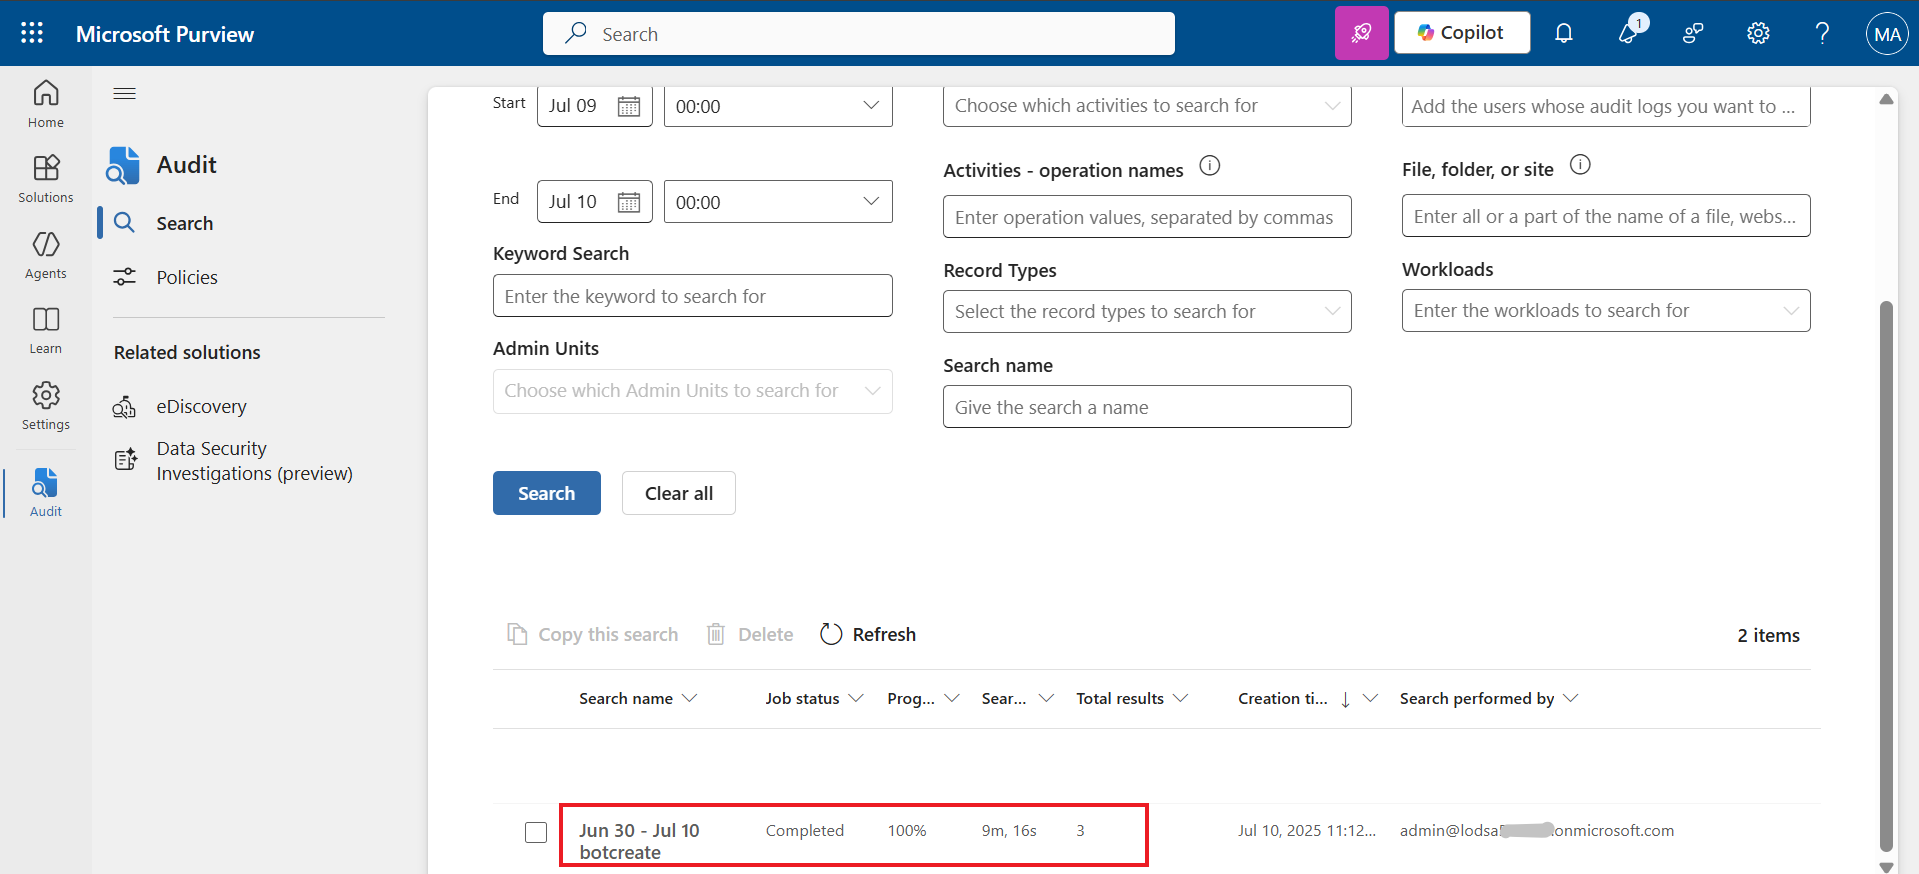 Microsoft Purview
Search
Copilot
1
MA
Home
Solutions
Agents
Learn
Settings
Audit
Audit
Search
Policies
Related solutions
eDiscovery
Data Security
Investigations (preview)
Start
Jul 09
00:00
End
Jul 10
00:00
Keyword Search
Enter the keyword to search for
Admin Units
Choose which Admin Units to search for
Choose which activities to search for
Activities - operation names
Enter operation values, separated by commas
Record Types
Select the record types to search for
Search name
Give the search a name
Add the users whose audit logs you want to ...
File, folder, or site
Enter all or a part of the name of a file, webs...
Workloads
Enter the workloads to search for
Search
Clear all
Copy this search
Delete
Refresh
2 items
Search name
Job status
Prog...
Sear...
Total results
Creation ti...
Search performed by
Jun 30 - Jul 10
botcreate
Completed
100%
9m, 16s
3
Jul 10, 2025 11:12...
onmicrosoft.com